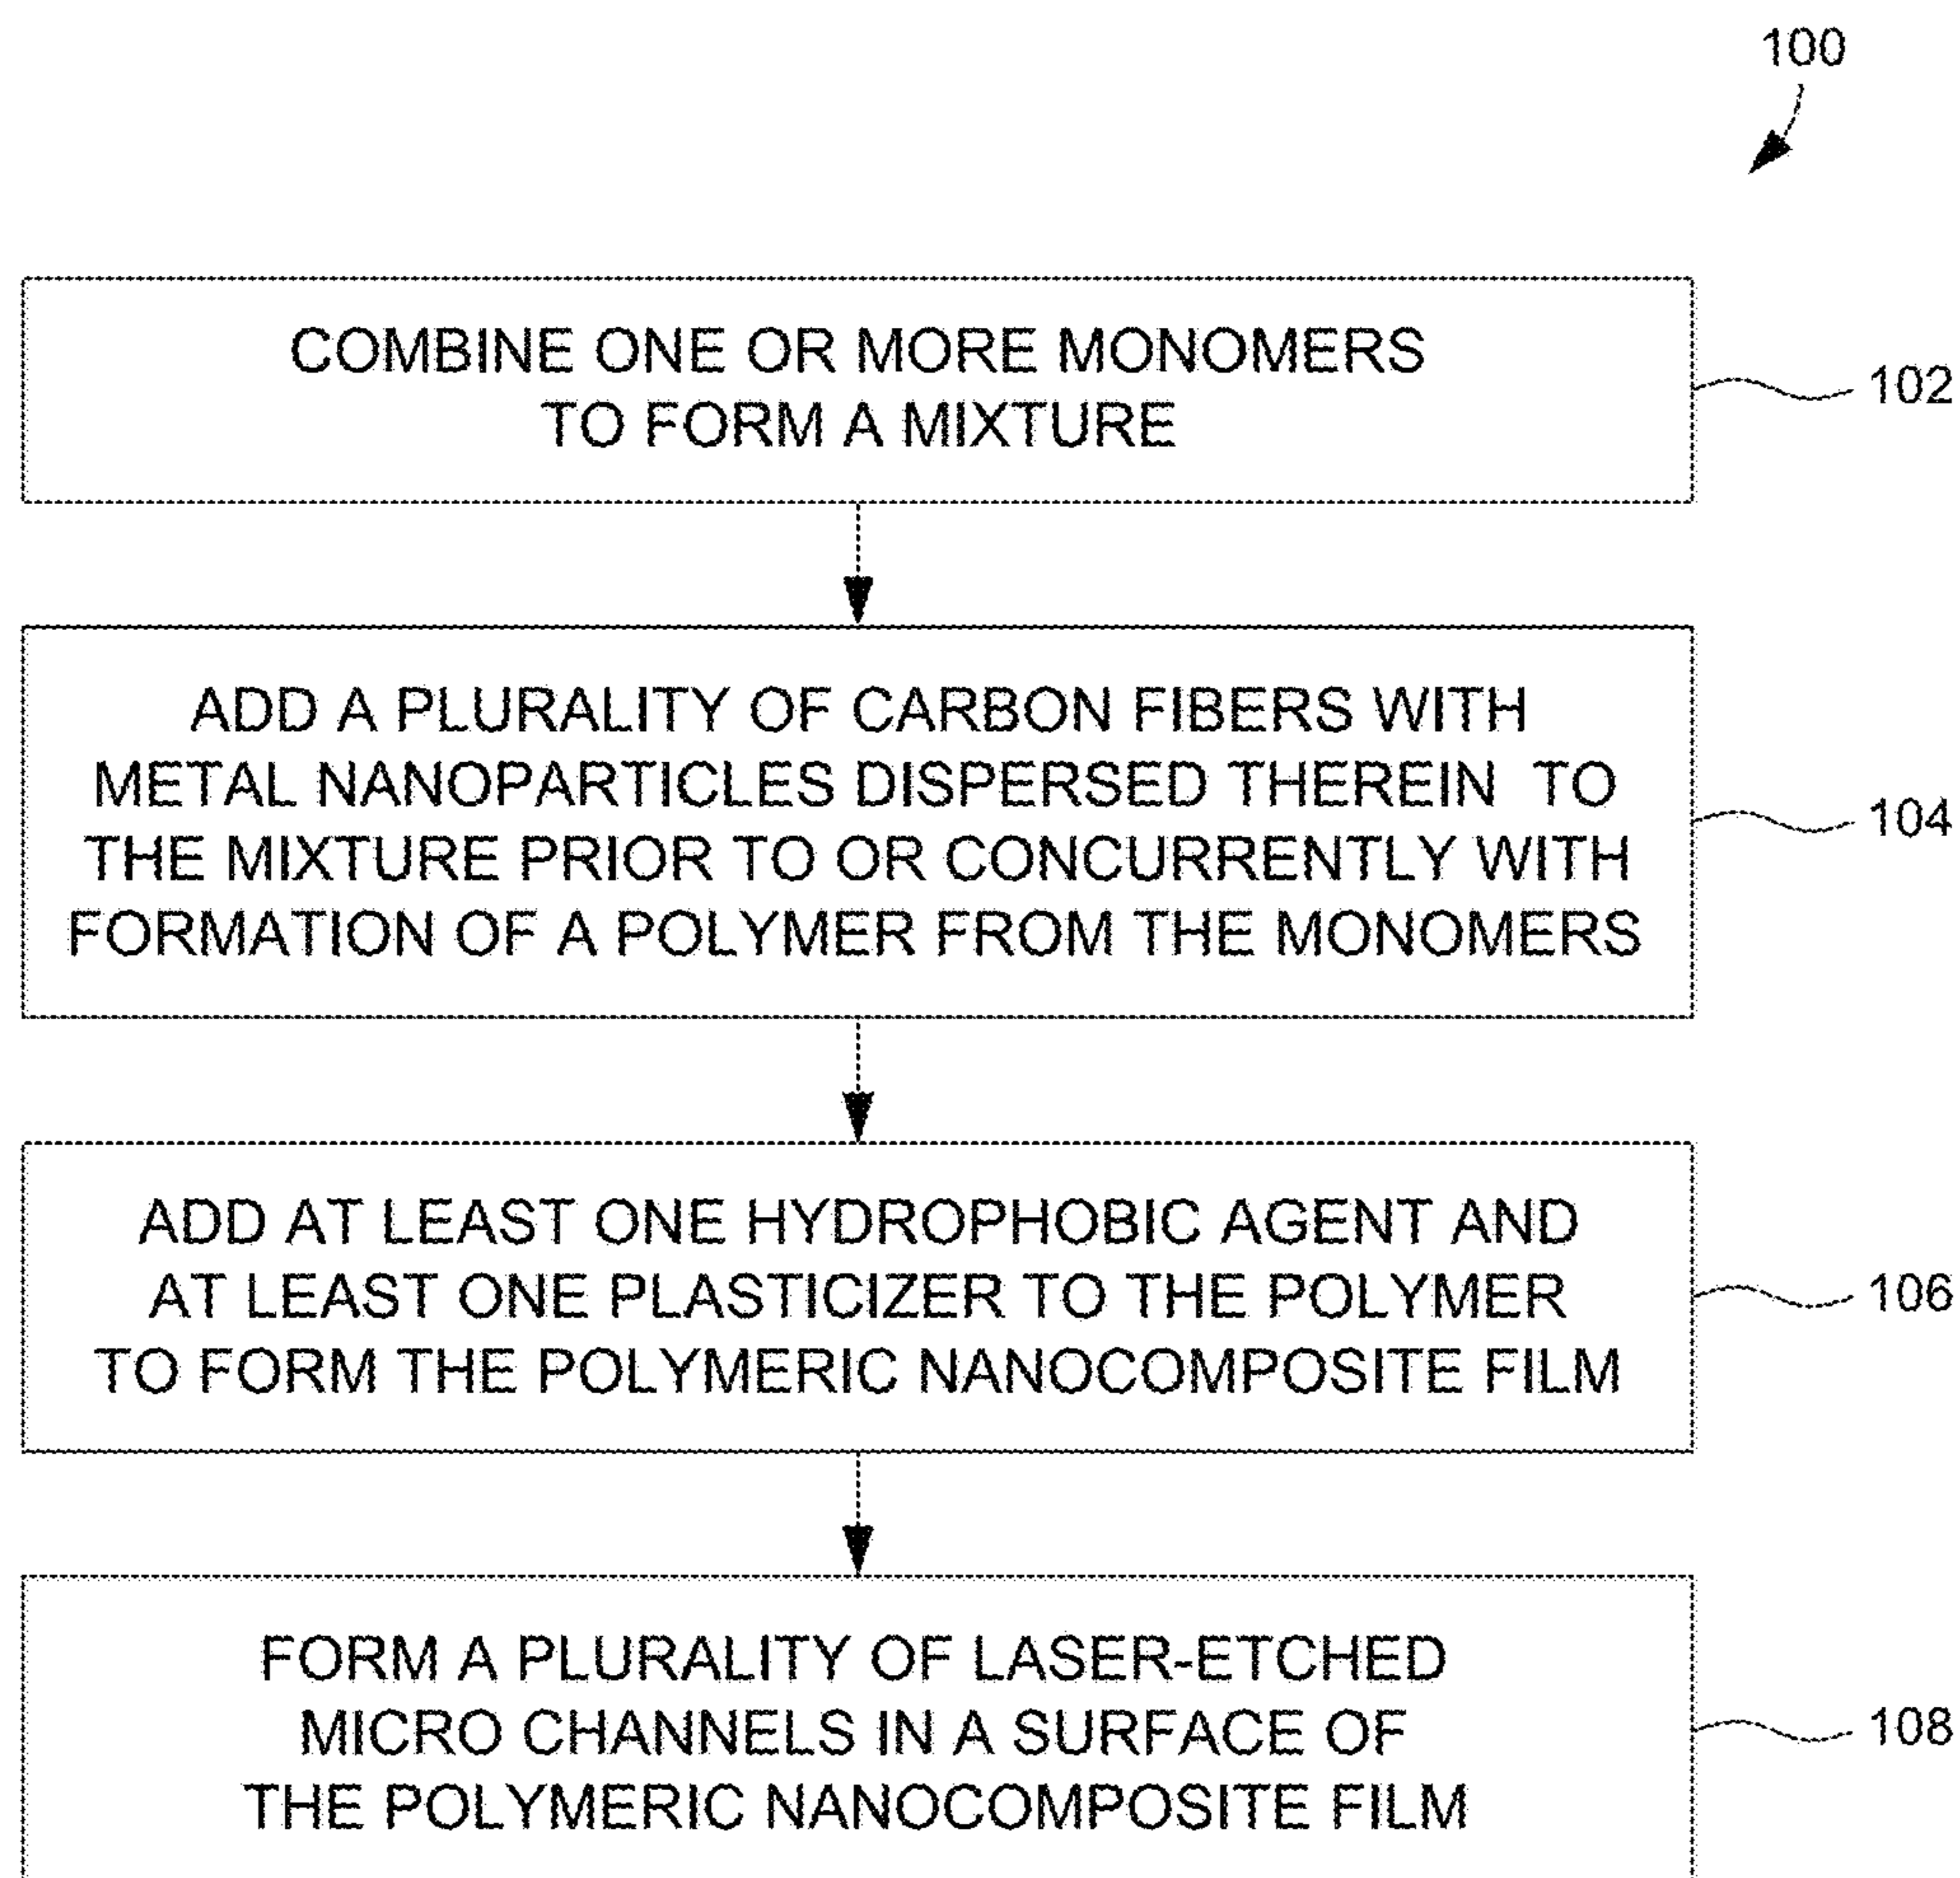 100
COMBINE ONE OR MORE MONOMERS
TO FORM A MIXTURE
102
ADD A PLURALITY OF CARBON FIBERS WITH
METAL NANOPARTICLES DISPERSED THEREIN TO
THE MIXTURE PRIOR TO OR CONCURRENTLY WITH
FORMATION OF A POLYMER FROM THE MONOMERS
104
ADD AT LEAST ONE HYDROPHOBIC AGENT AND
AT LEAST ONE PLASTICIZER TO THE POLYMER
TO FORM THE POLYMERIC NANOCOMPOSITE FILM
106
FORM A PLURALITY OF LASER-ETCHED
MICRO CHANNELS IN A SURFACE OF
THE POLYMERIC NANOCOMPOSITE FILM
108